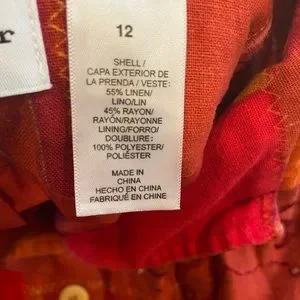 r
12
SHELL/
CAPA EXTERIOR DE
LA PRENDA / VESTE:
55% LINEN/
LINO/LIN
45% RAYON/
RAYÓN/RAYONNE
LINING/FORRO/
DOUBLURE:
100% POLYESTER/
POLIÉSTER
MADE IN
CHINA
HECHO EN CHINA
FABRIQUÉ EN CHINE